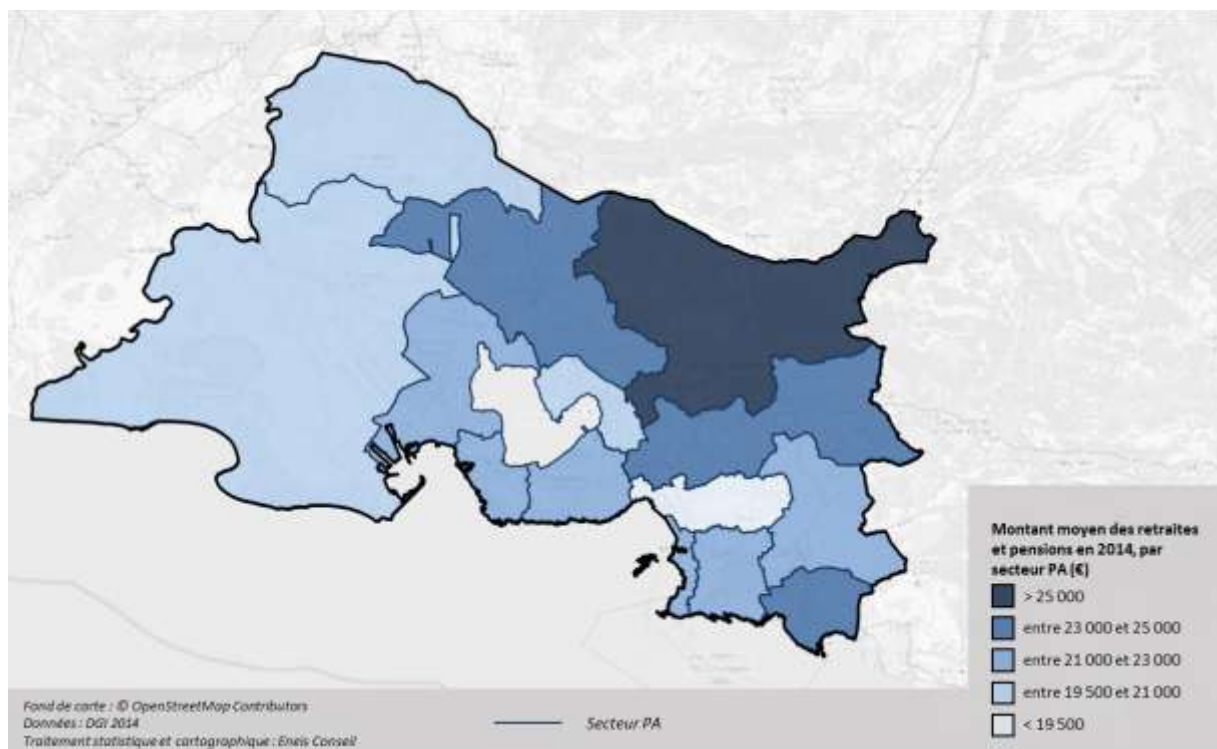 Montant moyen des retraites
et pensions en 2014, par
secteur PA (€)
> 25 000
entre 23 000 et 25 000
entre 21 000 et 23 000
entre 19 500 et 21 000
< 19 500
Fond de carte : © OpenStreetMap Contributors
Données : DGI 2014
Secteur PA
Traitement statistique et cartographique : Eneis Conseil